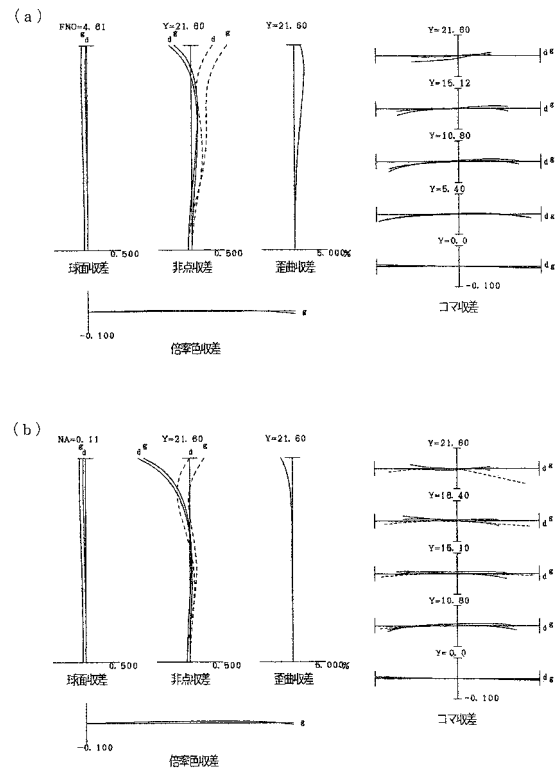 (a)
FNO=4.61
g
d
Y=21.60
d g
d g
Y=21.60
0.500
0.500
5.000%
球面収差
非点収差
歪曲収差
g
-0.100
倍率色収差
Y=21.60
d g
Y=15.12
d g
Y=10.80
d g
Y=5.40
d g
Y=0.0
d g
-0.100
コマ収差
(b)
NA=0.11
g
d
Y=21.60
d g
d g
Y=21.60
0.500
0.500
5.000%
球面収差
非点収差
歪曲収差
g
-0.100
倍率色収差
Y=21.60
d g
Y=18.40
d g
Y=15.10
d g
Y=10.80
d g
Y=0.0
d g
-0.100
コマ収差